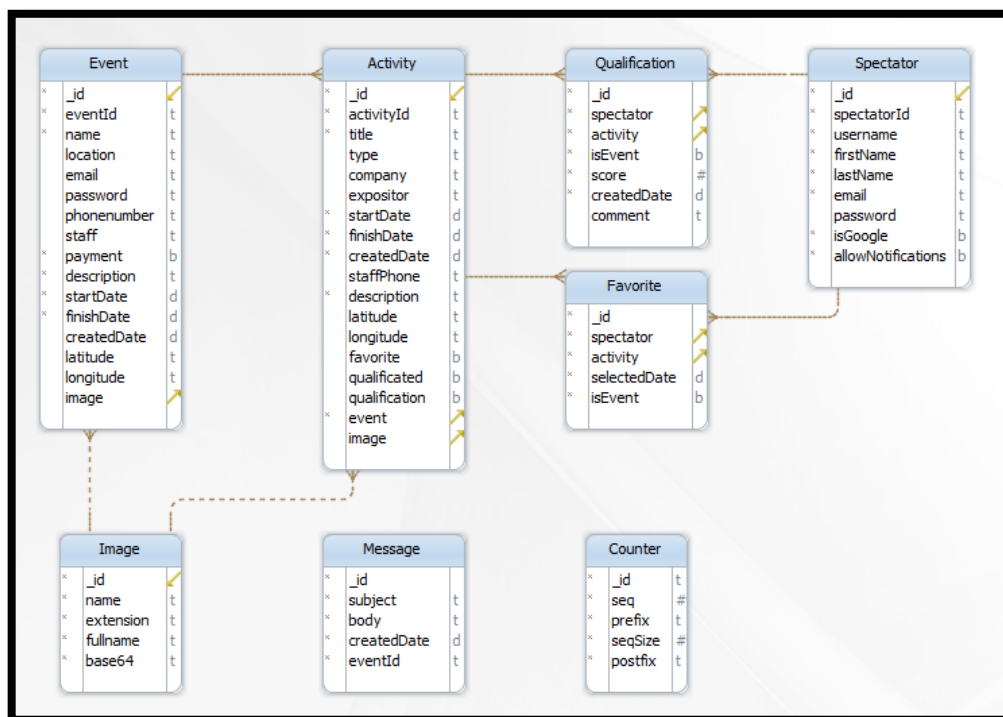 Event
* _id
* eventId t
* name t
location t
email t
password t
phonenumber t
staff t
* payment b
* description t
* startDate d
* finishDate d
createdDate d
latitude t
longitude t
image
Activity
* _id
* activityId t
* title t
type t
company t
expositor t
* startDate d
* finishDate d
* createdDate d
staffPhone t
* description t
latitude t
longitude t
favorite b
qualificated b
qualification b
* event
image
Qualification
* _id
* spectator
* activity
* isEvent b
* score #
* createdDate d
comment t
Spectator
* _id
* spectatorId t
* username t
* firstName t
* lastName t
* email t
* password t
* isGoogle b
* allowNotifications b
Favorite
* _id
* spectator
* activity
* selectedDate d
* isEvent b
Image
* _id
* name t
* extension t
* fullname t
* base64 t
Message
* _id
* subject t
* body t
* createdDate d
* eventId t
Counter
* _id t
* seq #
* prefix t
* seqSize #
* postfix t